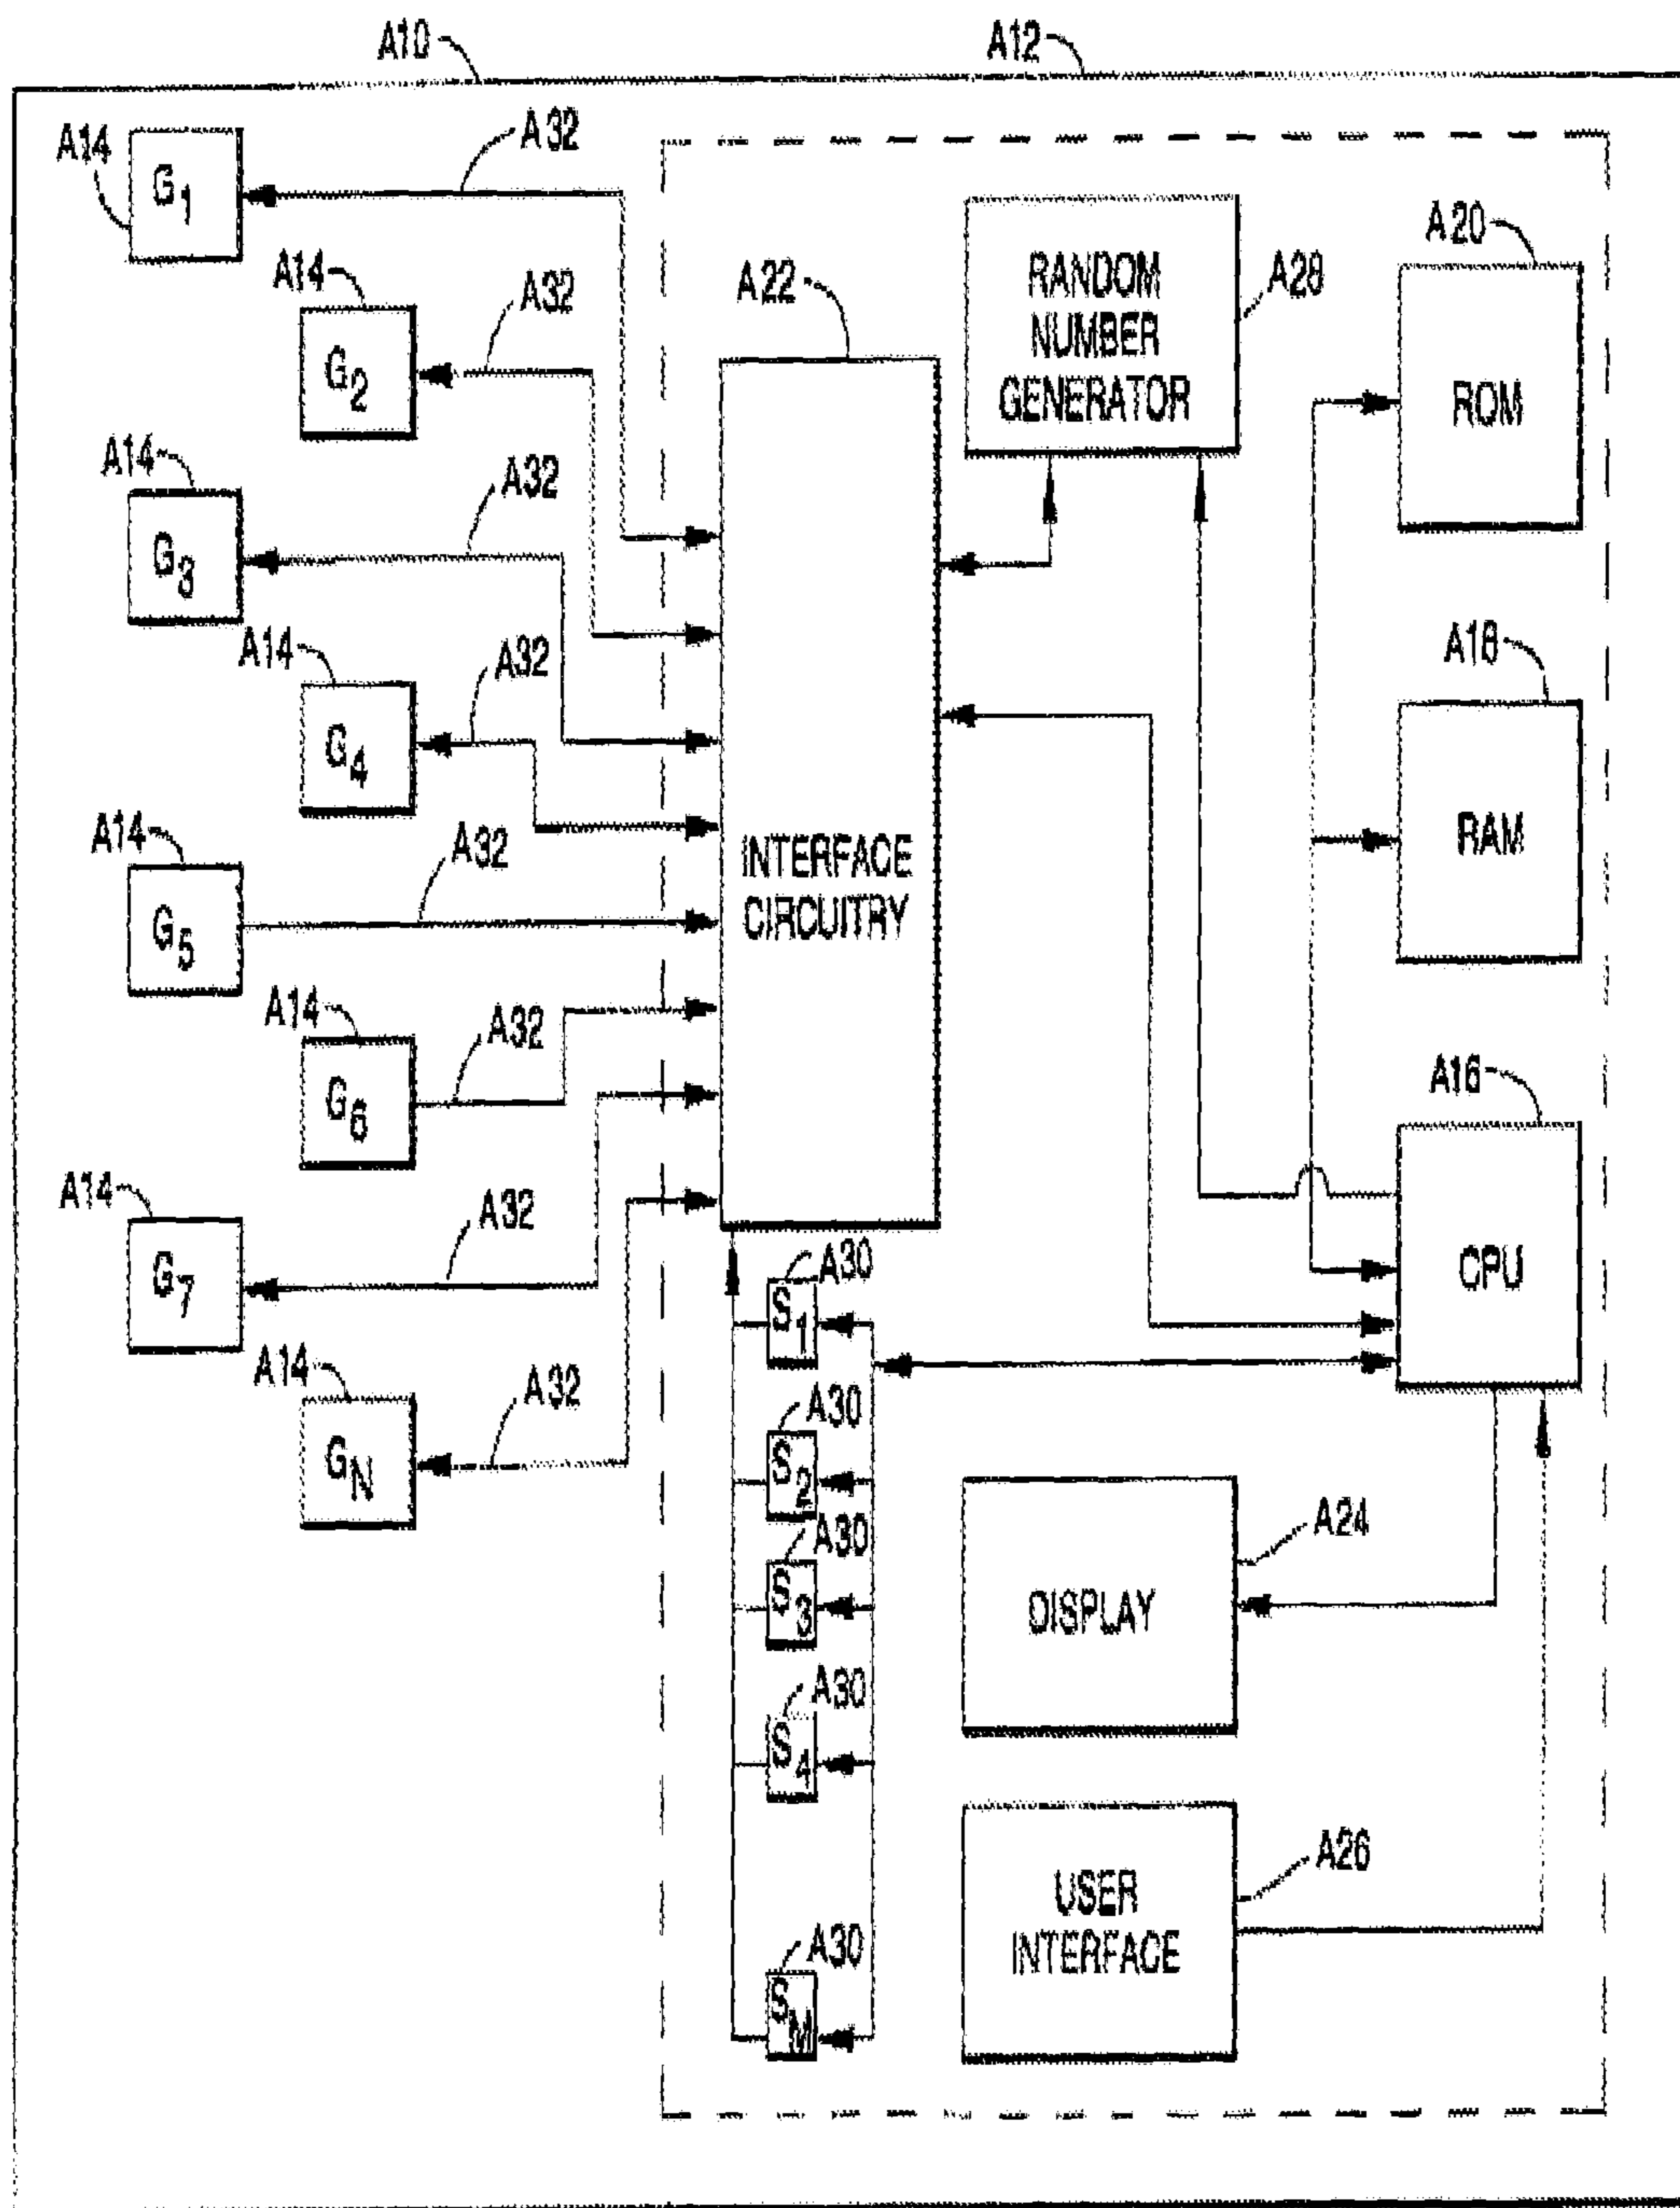 A10
A12
A14
G1
A32
A14
G2
A32
A14
G3
A32
A14
G4
A32
A14
G5
A32
A14
G6
A32
A14
G7
A32
A14
GN
A32
A22
INTERFACE
CIRCUITRY
RANDOM
NUMBER
GENERATOR
A28
A20
ROM
A18
RAM
A16
CPU
A30
S1
A30
S2
A30
S3
A30
S4
A30
SM
A24
DISPLAY
A26
USER
INTERFACE